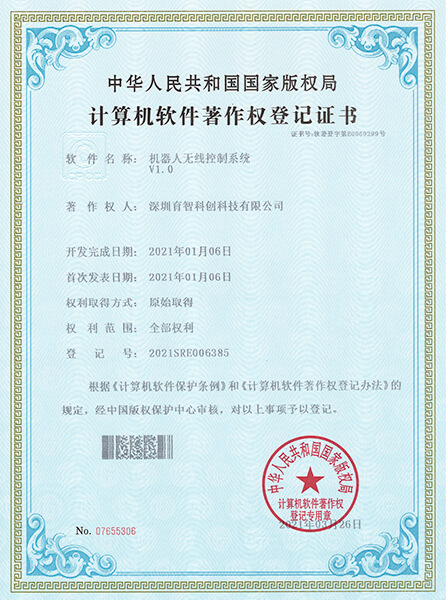 中华人民共和国国家版权局
计算机软件著作权登记证书
证书号：软著登字第E0069299号
软件名称： 机器人无线控制系统
V1.0
著作权人： 深圳育智科创科技有限公司
开发完成日期： 2021年01月06日
首次发表日期： 2021年01月06日
权利取得方式： 原始取得
权利范围： 全部权利
登记号： 2021SRE006385
根据《计算机软件保护条例》和《计算机软件著作权登记办法》的
规定，经中国版权保护中心审核，对以上事项予以登记。
中华人民共和国国家版权局
计算机软件著作权
登记专用章
2021年03月26日
No. 07655306